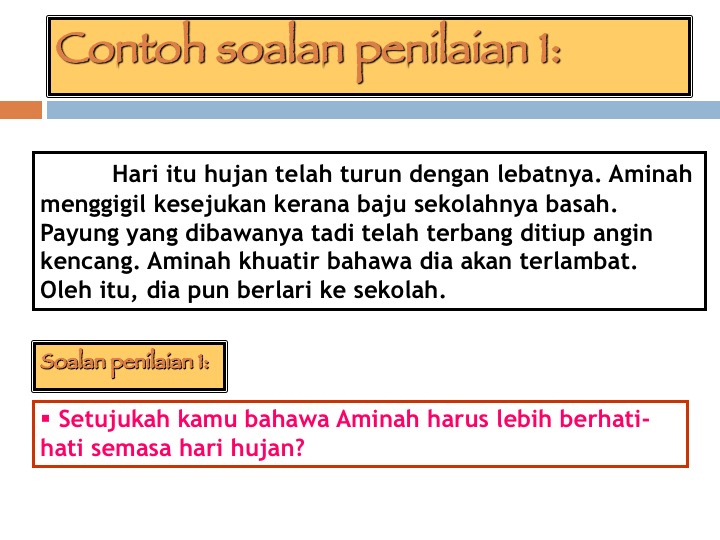 Contoh soalan penilaian 1:
Hari itu hujan telah turun dengan lebatnya. Aminah
menggigil kesejukan kerana baju sekolahnya basah.
Payung yang dibawanya tadi telah terbang ditiup angin
kencang. Aminah khuatir bahawa dia akan terlambat.
Oleh itu, dia pun berlari ke sekolah.
Soalan penilaian 1:
▪ Setujukah kamu bahawa Aminah harus lebih berhati-
hati semasa hari hujan?